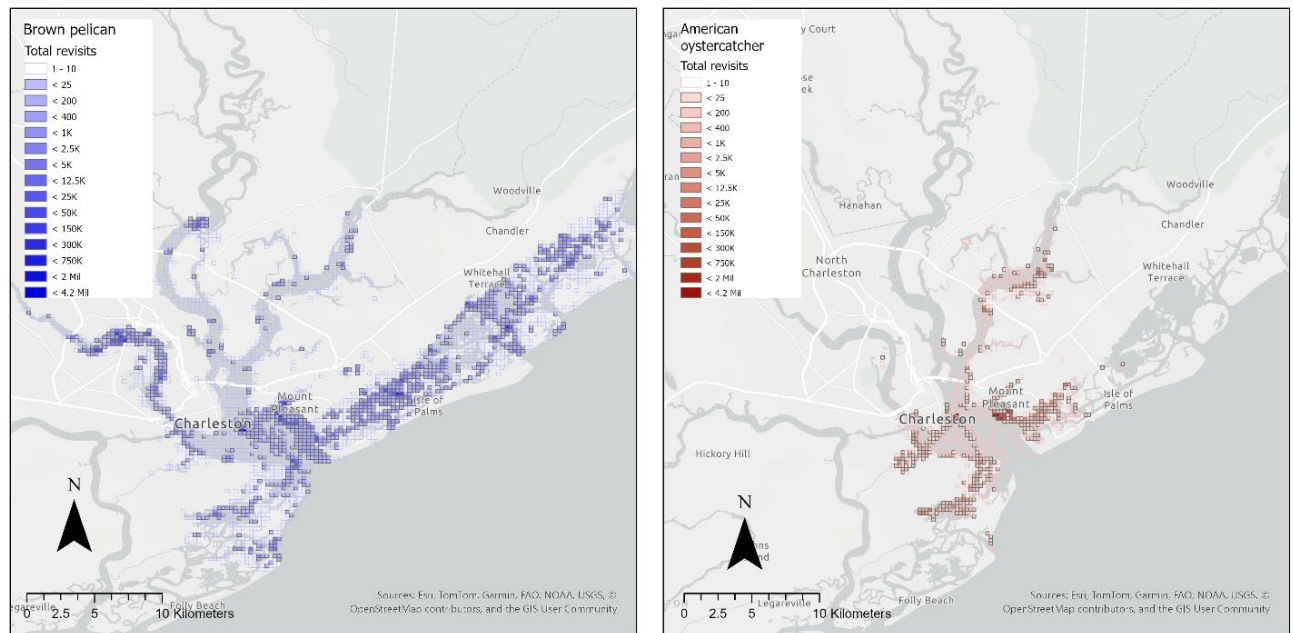 Brown pelican
Total revisits
1 - 10
< 25
< 200
< 400
< 1K
< 2.5K
< 5K
< 12.5K
< 25K
< 50K
< 150K
< 300K
< 750K
< 2 Mil
< 4.2 Mil
Woodville
Chandler
Whitehall
Terrace
Mount
Pleasant
Isle of
Palms
Charleston
N
0 2.5 5 10 Kilometers
Folly Beach
Sources: Esri, TomTom, Garmin, FAO, NOAA, USGS, ©
OpenStreetMap contributors, and the GIS User Community
American
oystercatcher
Total revisits
1 - 10
< 25
< 200
< 400
< 1K
< 2.5K
< 5K
< 12.5K
< 25K
< 50K
< 150K
< 300K
< 750K
< 2 Mil
< 4.2 Mil
y Court
ek
Woodville
Hanahan
Chandler
North
Charleston
Whitehall
Terrace
Mount
Pleasant
Isle of
Palms
Charleston
Hickory Hill
N
0 2.5 5 10 Kilometers
Legareville
Folly Beach
Sources: Esri, TomTom, Garmin, FAO, NOAA, USGS, ©
OpenStreetMap contributors, and the GIS User Community